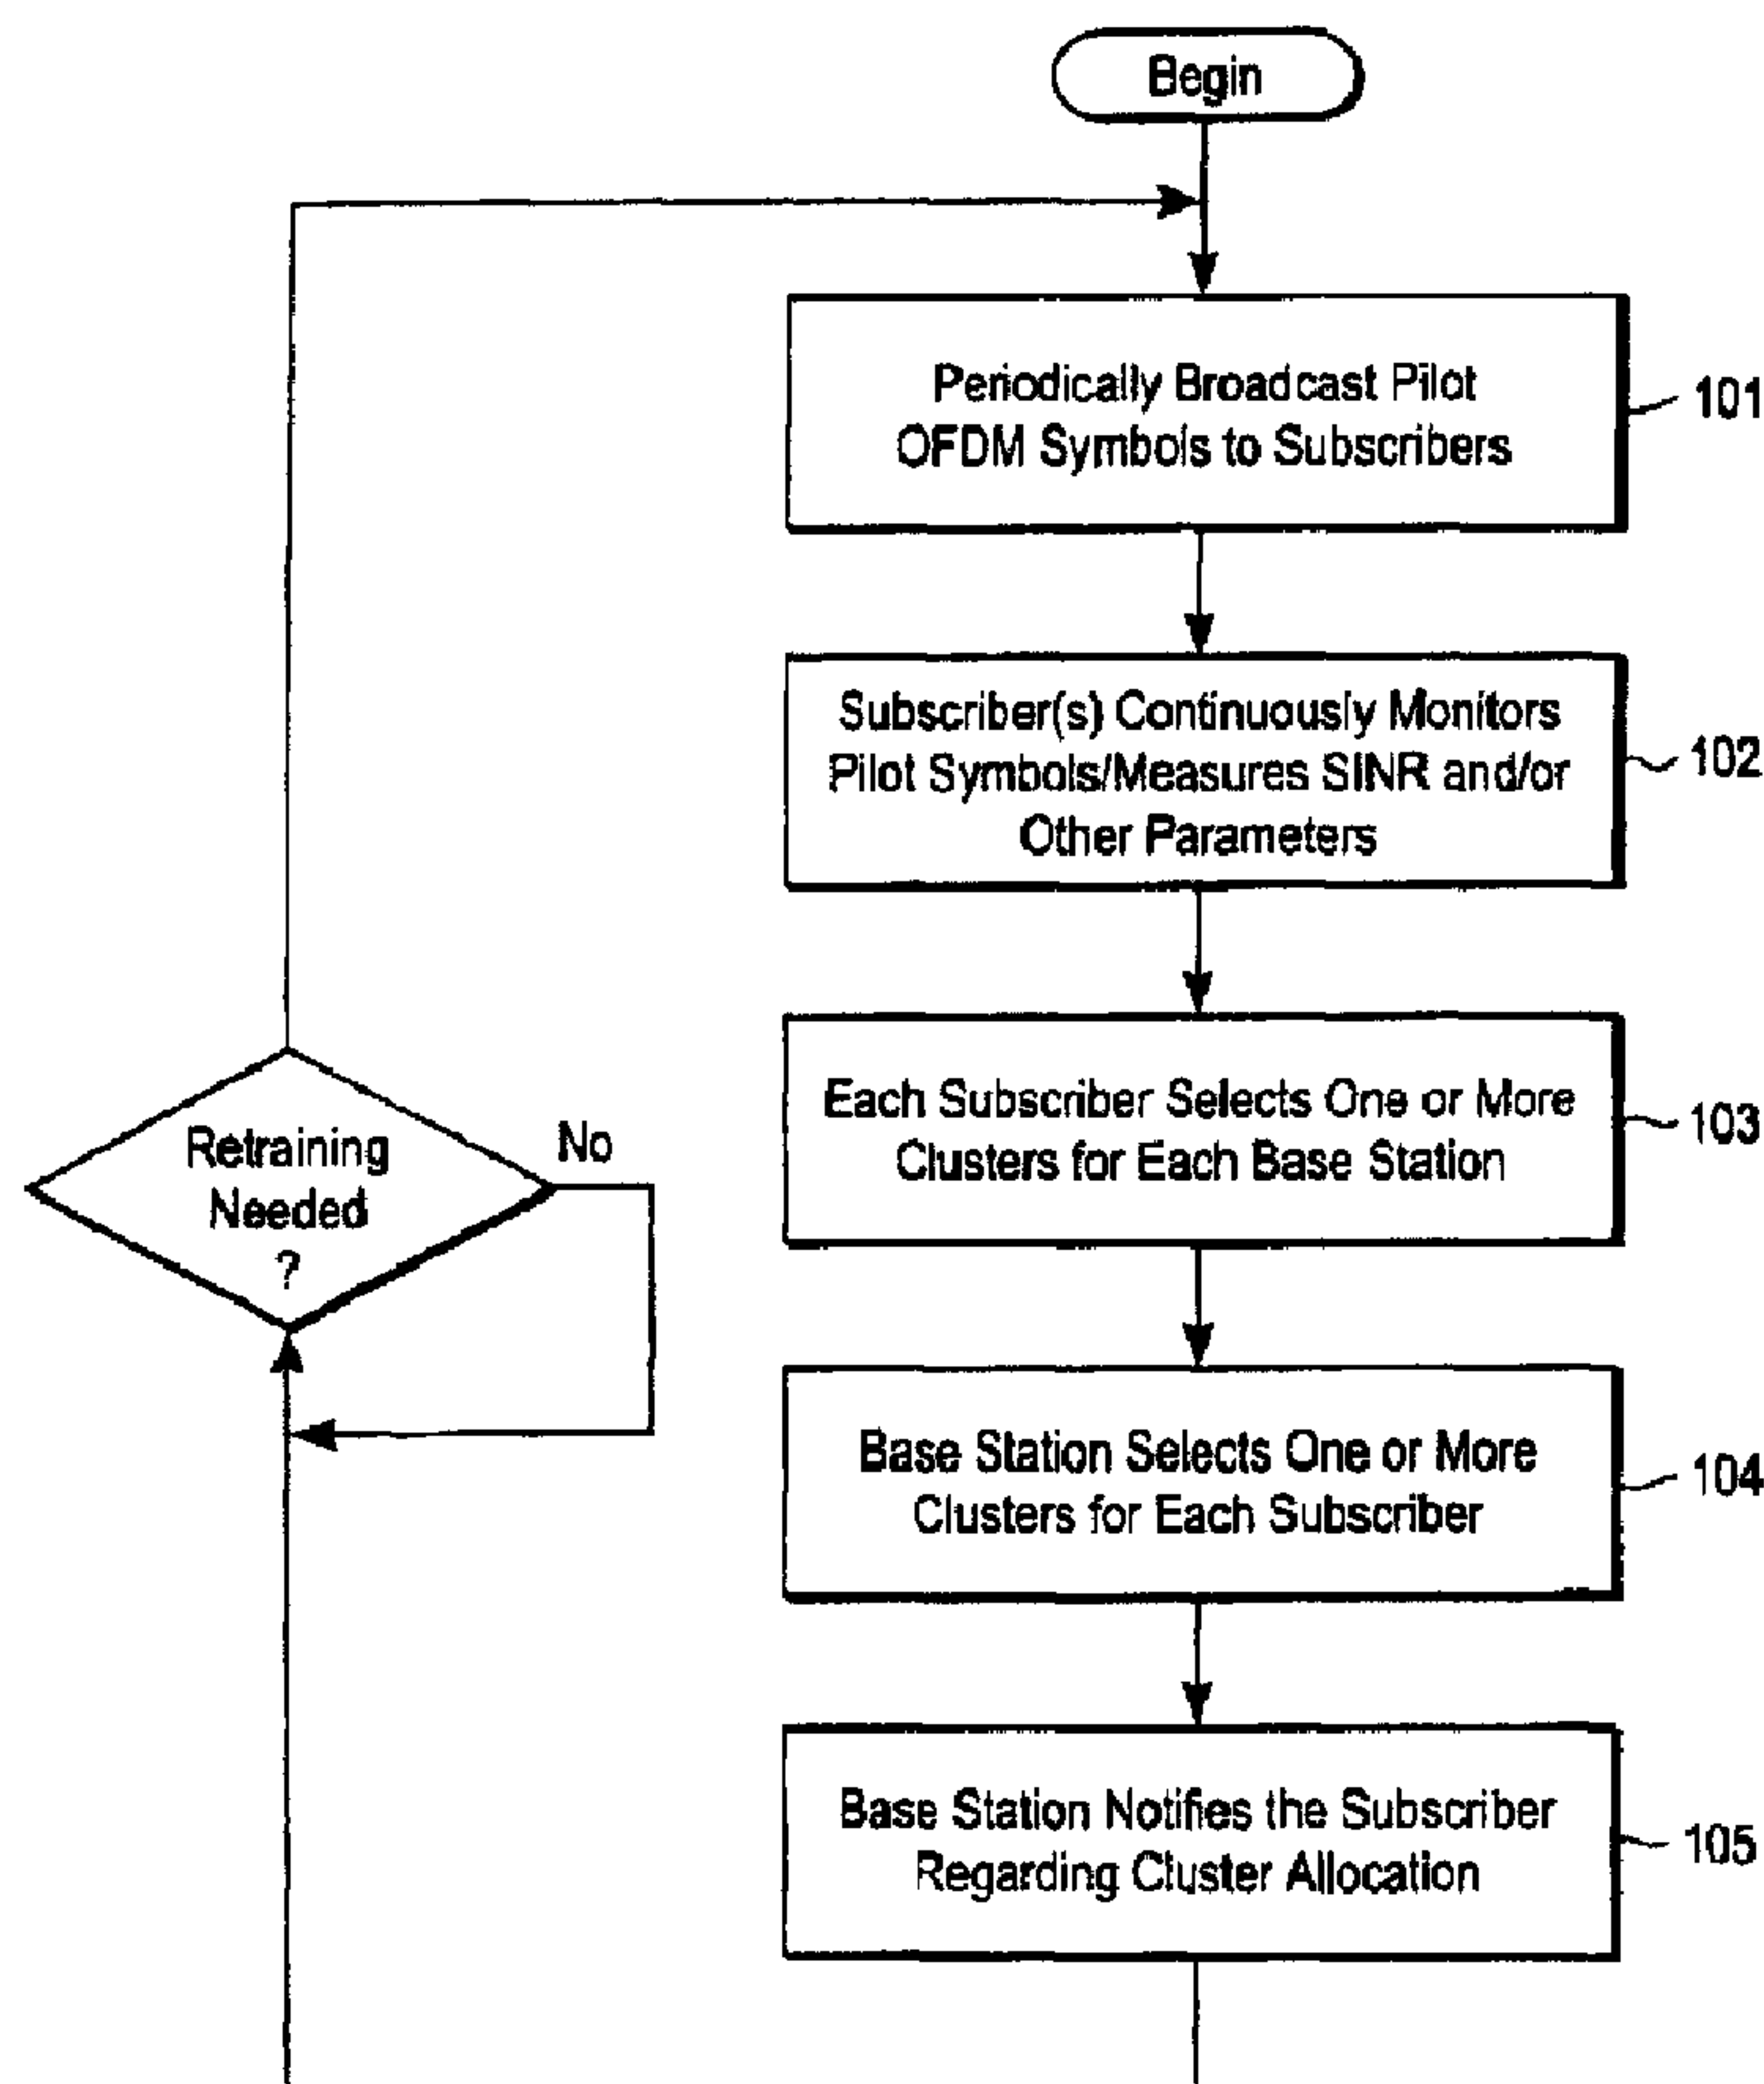 Begin
Periodically Broadcast Pilot
OFDM Symbols to Subscribers
101
Subscriber(s) Continuously Monitors
Pilot Symbols/Measures SINR and/or
Other Parameters
102
Each Subscriber Selects One or More
Clusters for Each Base Station
103
Retraining
Needed
?
No
Base Station Selects One or More
Clusters for Each Subscriber
104
Base Station Notifies the Subscriber
Regarding Cluster Allocation
105